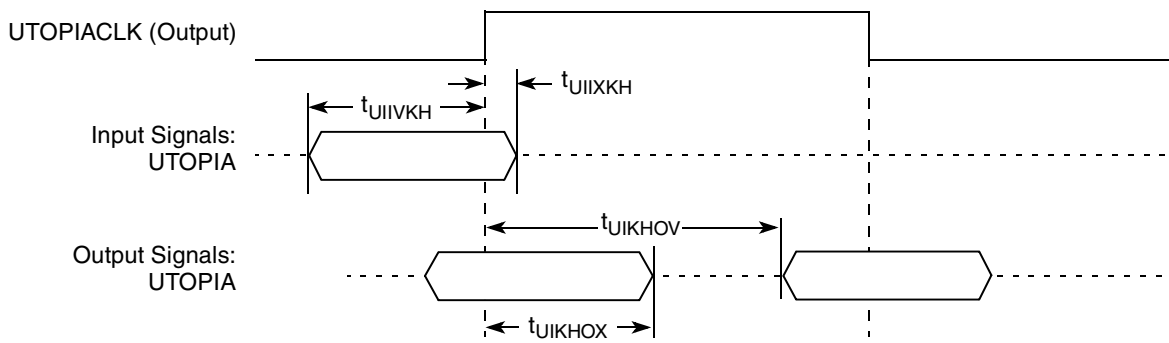 UTOPIACLK (Output)
tUIIXKH
tUIIVKH
Input Signals:
UTOPIA
tUIKHOV
Output Signals:
UTOPIA
tUIKHOX